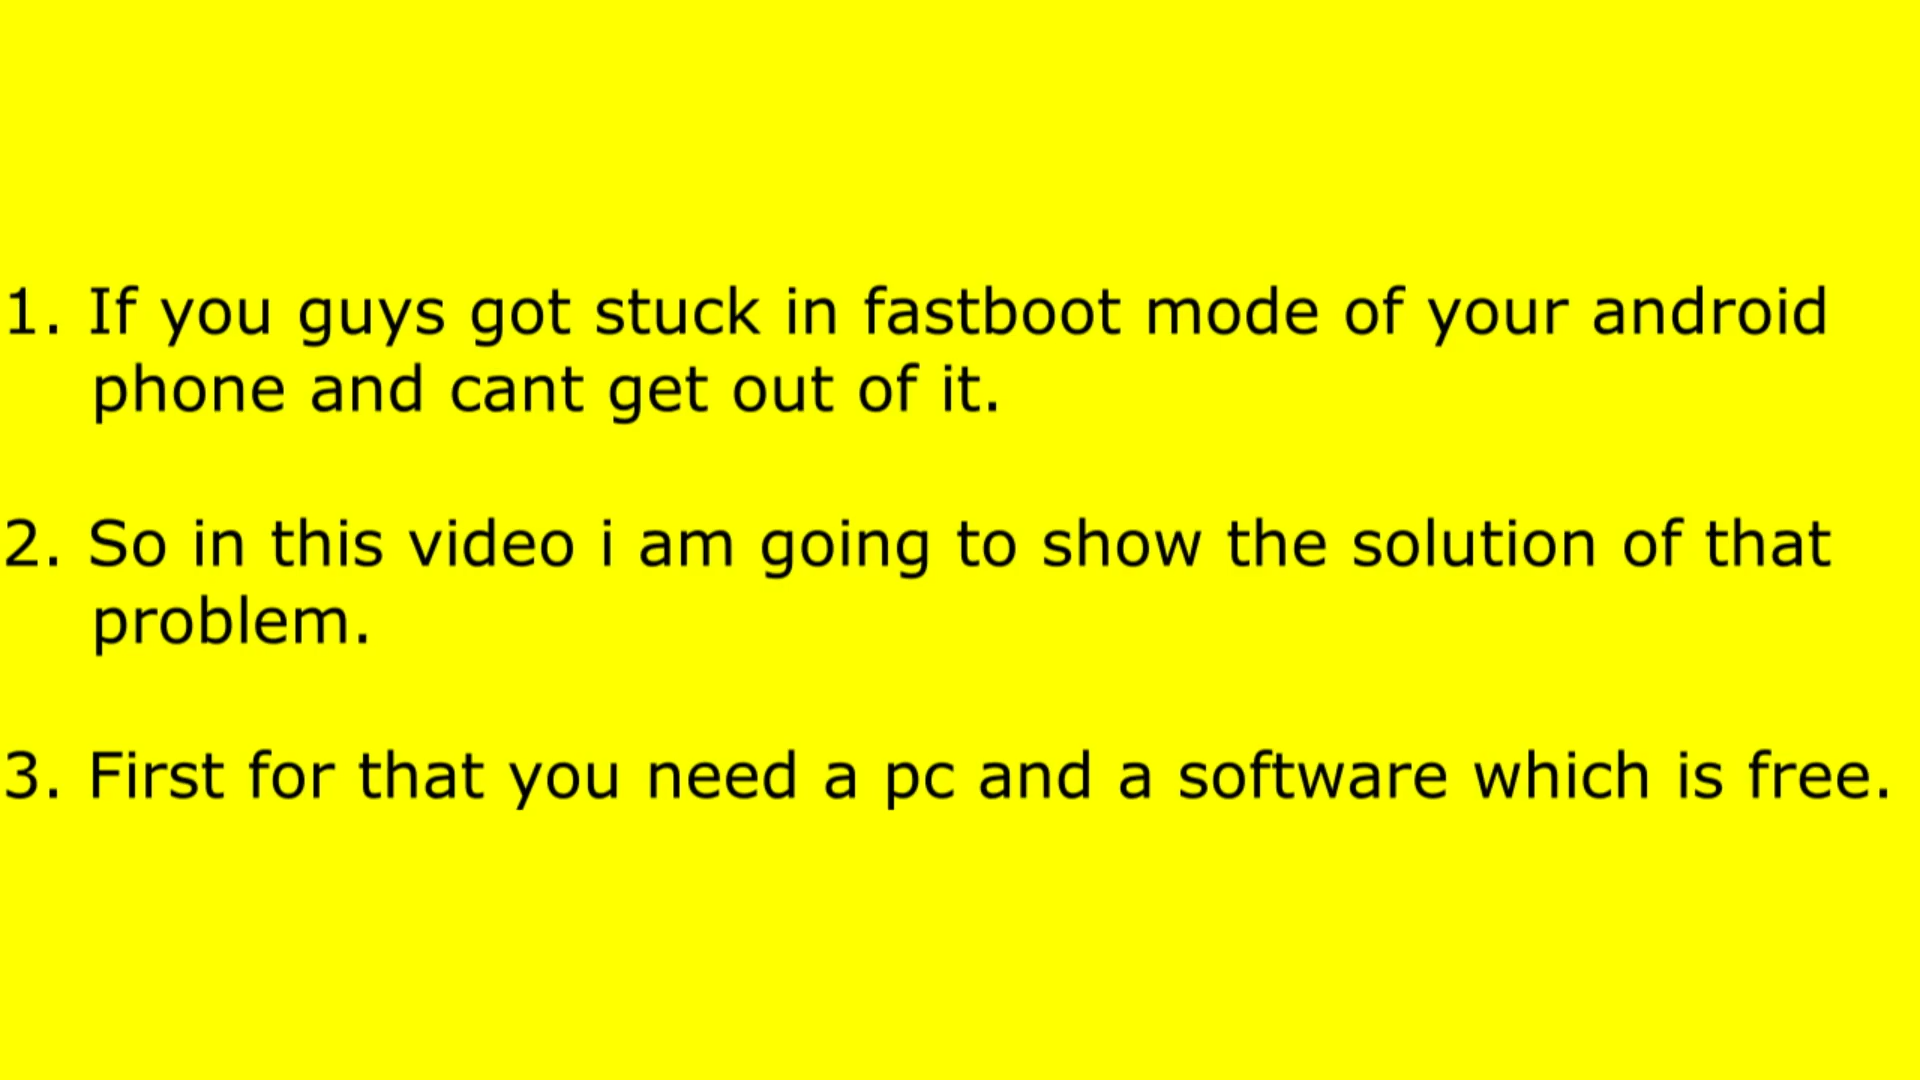 1. If you guys got stuck in fastboot mode of your android
phone and cant get out of it.
2. So in this video i am going to show the solution of that
problem.
3. First for that you need a pc and a software which is free.